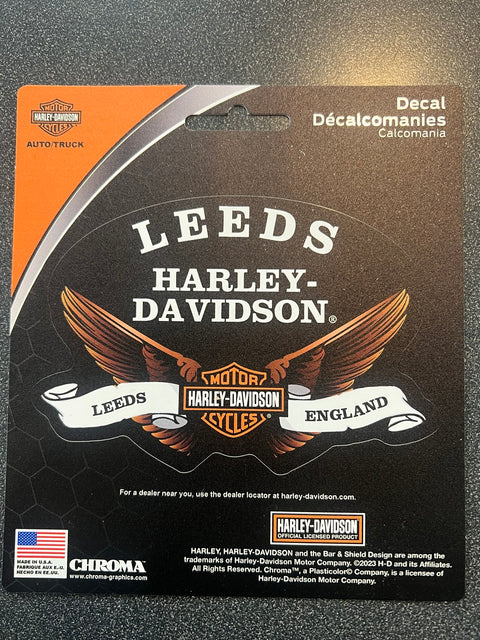 MOTOR
HARLEY-DAVIDSON
CYCLES
AUTO/TRUCK
Decal
Décalcomanies
Calcomania
LEEDS
HARLEY-
DAVIDSON®
LEEDS
MOTOR
HARLEY-DAVIDSON
CYCLES®
ENGLAND
For a dealer near you, use the dealer locator at harley-davidson.com.
HARLEY-DAVIDSON
OFFICIAL LICENSED PRODUCT
MADE IN U.S.A.
FABRIQUE AUX E.-U.
HECHO EN EE.UU.
CHROMA
www.chroma-graphics.com
HARLEY, HARLEY-DAVIDSON and the Bar & Shield Design are among the
trademarks of Harley-Davidson Motor Company. ©2023 H-D and its Affiliates.
All Rights Reserved. Chroma™, a Plasticolor© Company, is a licensee of
Harley-Davidson Motor Company.